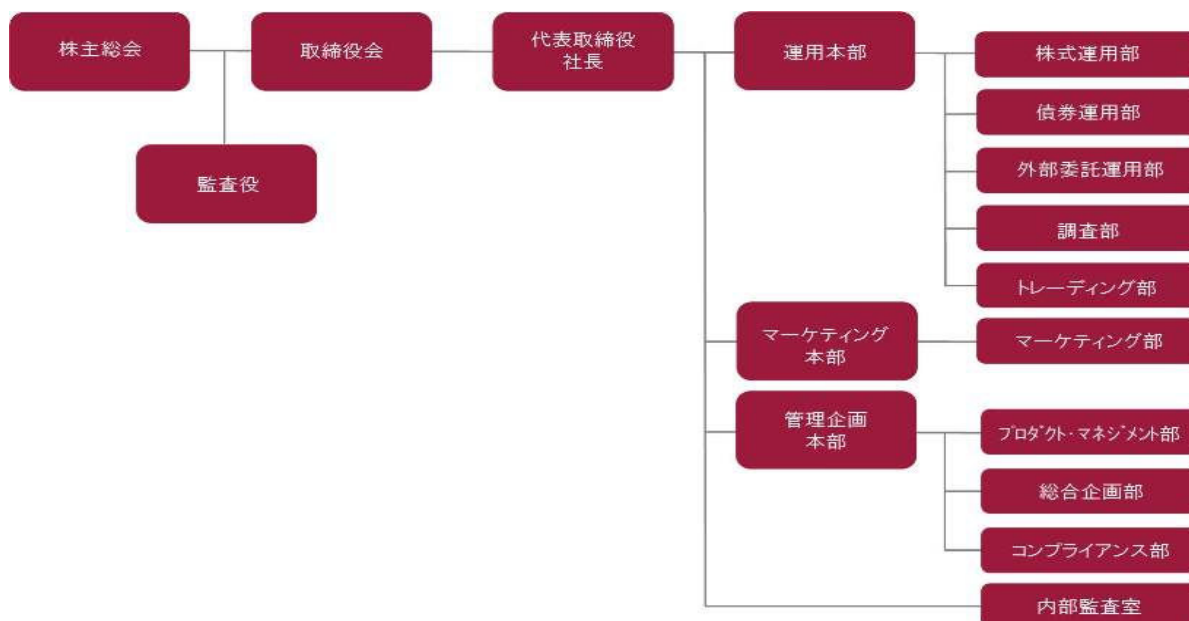 株主総会
取締役会
代表取締役
社長
運用本部
株式運用部
債券運用部
外部委託運用部
監査役
調査部
トレーディング部
マーケティング
本部
マーケティング部
管理企画
本部
プロダクト・マネジメント部
総合企画部
コンプライアンス部
内部監査室